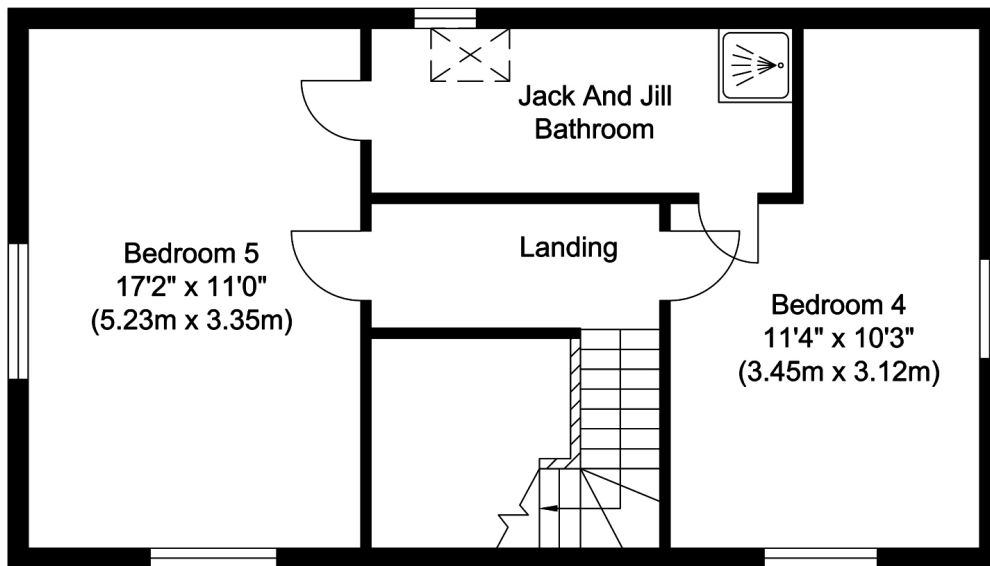 Jack And Jill
Bathroom
Landing
Bedroom 5
17'2" x 11'0"
(5.23m x 3.35m)
Bedroom 4
11'4" x 10'3"
(3.45m x 3.12m)